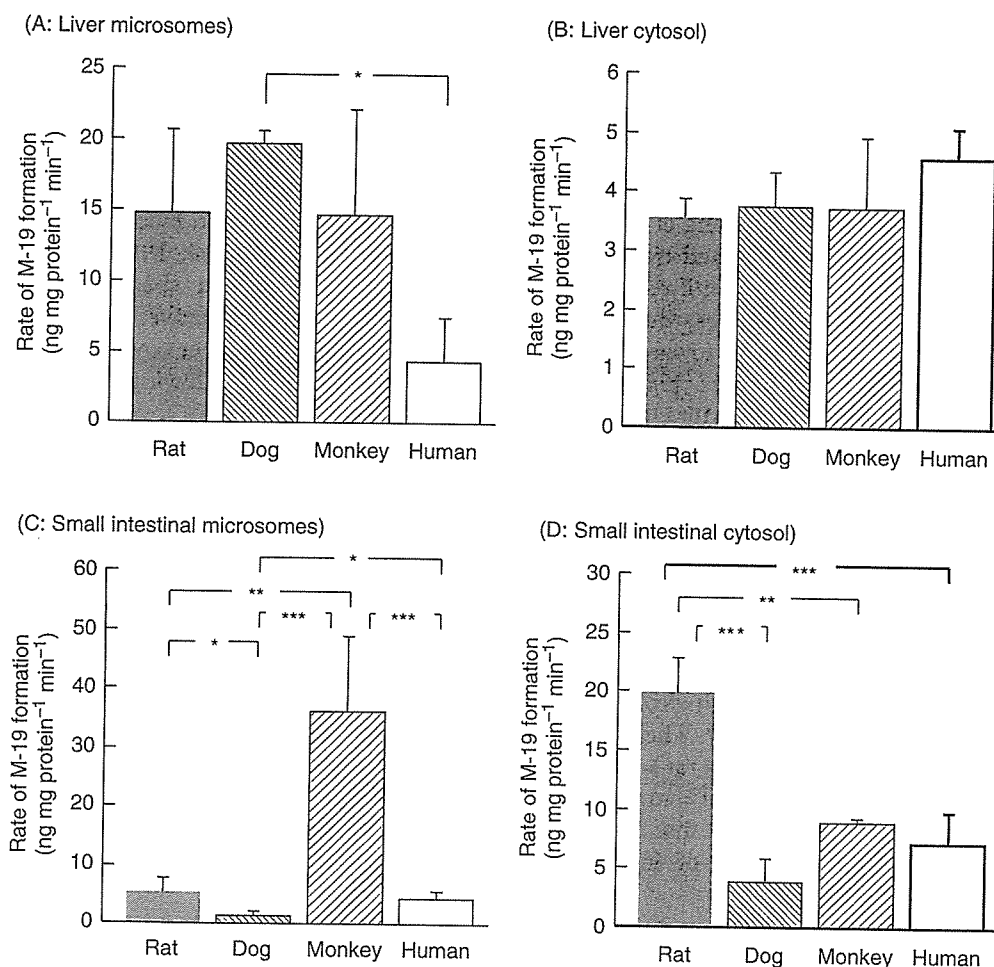 (A: Liver microsomes)
25
20
15
10
5
0
Rate of M-19 formation
(ng mg protein⁻¹ min⁻¹)
*
Rat
Dog
Monkey
Human
(B: Liver cytosol)
6
5
4
3
2
1
0
Rate of M-19 formation
(ng mg protein⁻¹ min⁻¹)
Rat
Dog
Monkey
Human
(C: Small intestinal microsomes)
60
50
40
30
20
10
5
0
Rate of M-19 formation
(ng mg protein⁻¹ min⁻¹)
*
**
***
***
*
Rat
Dog
Monkey
Human
(D: Small intestinal cytosol)
30
25
20
15
10
5
0
Rate of M-19 formation
(ng mg protein⁻¹ min⁻¹)
***
**
***
Rat
Dog
Monkey
Human